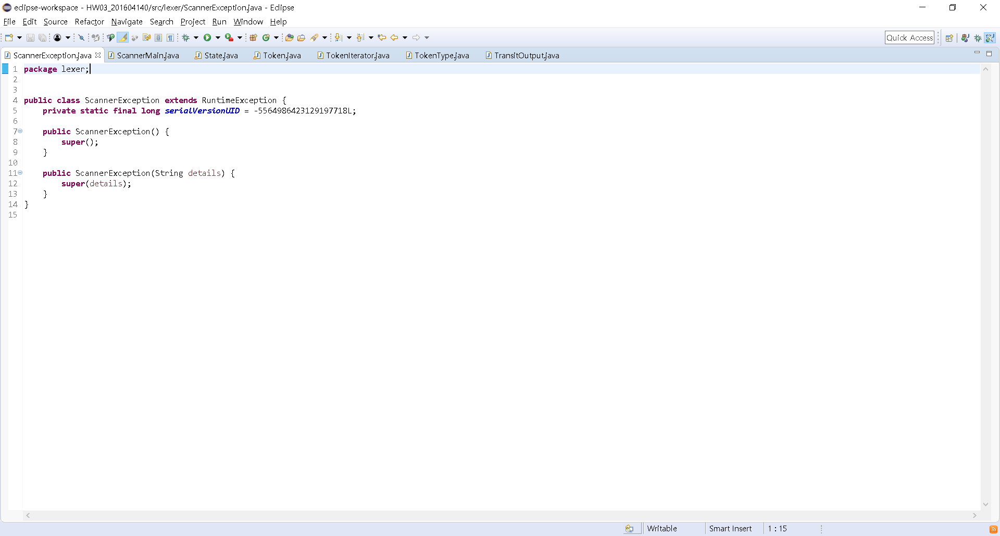 eclipse-workspace - HW03_201604140/src/lexer/ScannerException.java - Eclipse
File Edit Source Refactor Navigate Search Project Run Window Help
Quick Access
ScannerException.java ScannerMain.java State.java Token.java TokenIterator.java TokenType.java TransitOutput.java
1 package lexer;
2
3
4 public class ScannerException extends RuntimeException {
5 private static final long serialVersionUID = -5564986423129197718L;
6
7 public ScannerException() {
8 super();
9 }
10
11 public ScannerException(String details) {
12 super(details);
13 }
14 }
15
Writable Smart Insert 1 : 15